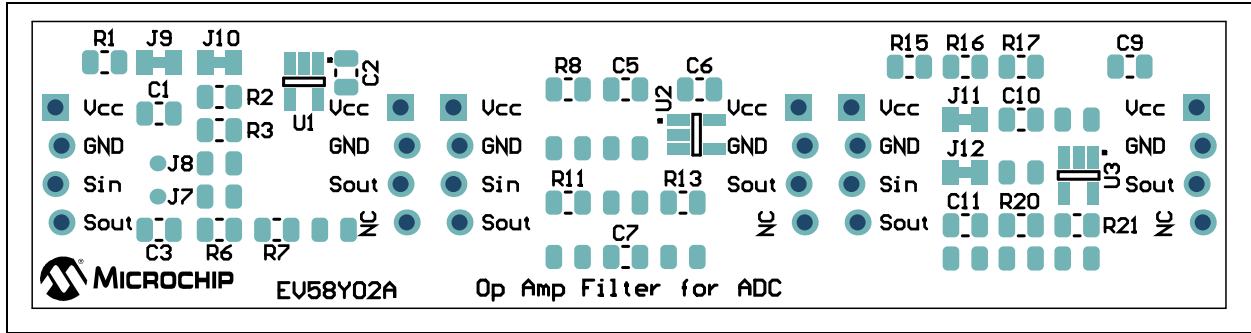 R1 J9 J10 C2 R8 C5 C6 U2 R15 R16 R17 C9
C1 R2 J11 C10
Vcc U1 Vcc Vcc Vcc Vcc Vcc
R3
GND GND GND GND GND GND
J8 J12
Sin Sout Sin R11 R13 Sout Sin U3 Sout
J7
Sout NC Sout NC Sout C11 R20 R21 NC
C3 R6 R7 C7
MICROCHIP EV58Y02A Op Amp Filter for ADC